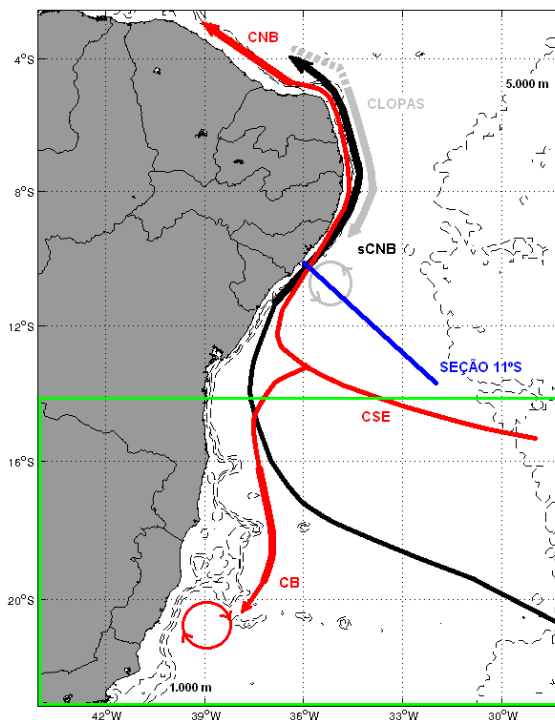 CNB
4°S
5.000 m
CLOPAS
8°S
sCNB
12°S
SEÇÃO 11ºS
CSE
16°S
CB
20°S
1.000 m
42°W
39°W
36°W
33°W
30°W